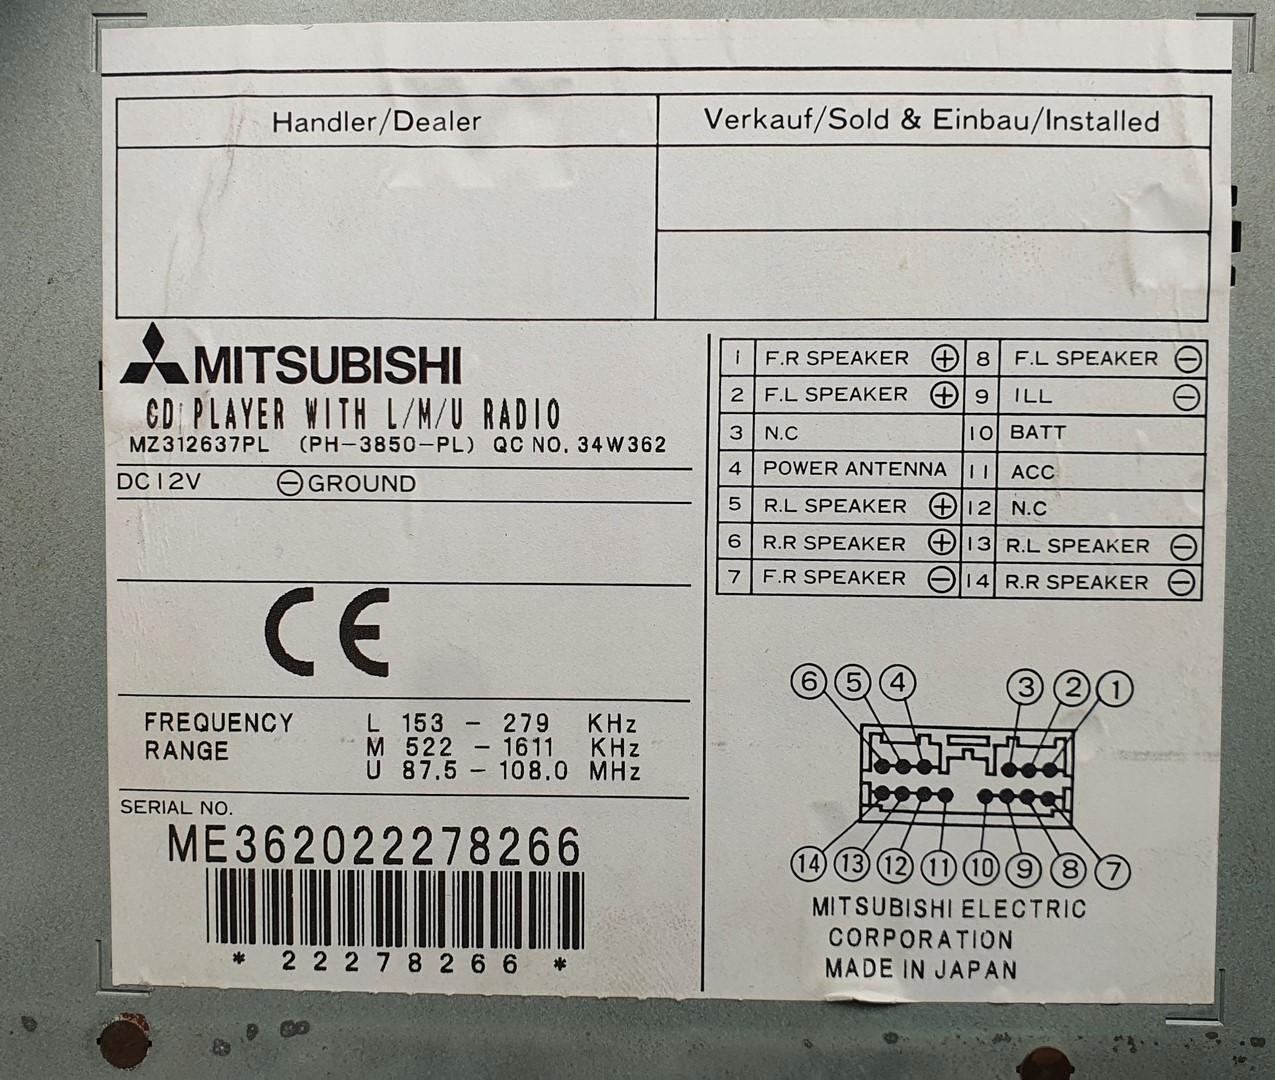 Handler/Dealer
Verkauf/Sold & Einbau/Installed
MITSUBISHI
CD PLAYER WITH L/M/U RADIO
MZ312637PL (PH-3850-PL) QC NO. 34W362
DC12V ⊖GROUND
CE
FREQUENCY RANGE
L 153 - 279 KHz
M 522 - 1611 KHz
U 87.5 - 108.0 MHz
SERIAL NO.
ME362022278266
* 22278266 *
1 F.R SPEAKER ⊕ 8 F.L SPEAKER ⊖
2 F.L SPEAKER ⊕ 9 ILL ⊖
3 N.C 10 BATT
4 POWER ANTENNA 11 ACC
5 R.L SPEAKER ⊕ 12 N.C
6 R.R SPEAKER ⊕ 13 R.L SPEAKER ⊖
7 F.R SPEAKER ⊖ 14 R.R SPEAKER ⊖
6 5 4 3 2 1
14 13 12 11 10 9 8 7
MITSUBISHI ELECTRIC
CORPORATION
MADE IN JAPAN